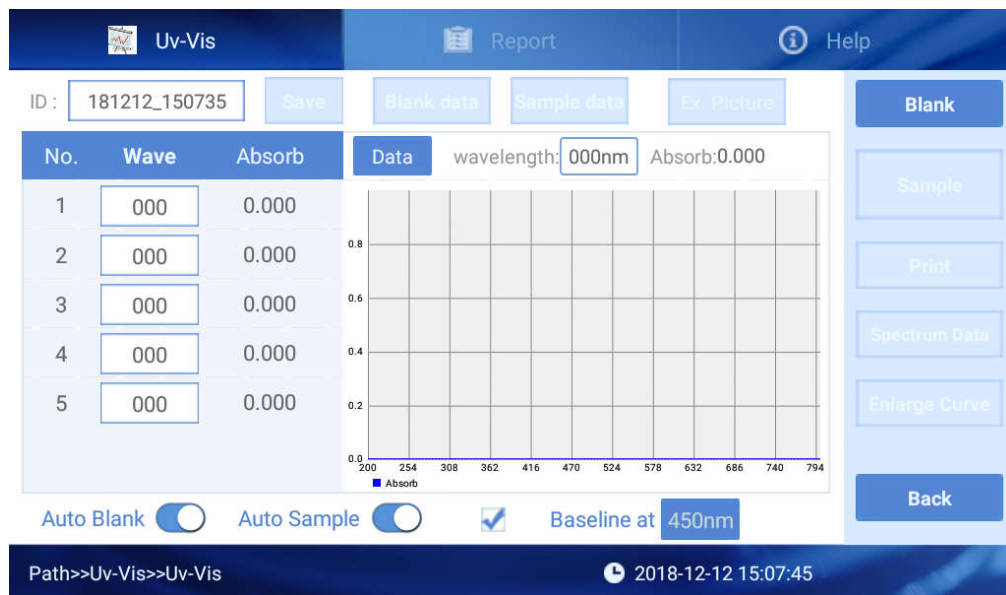 Uv-Vis Report Help
ID : 181212_150735 Save Blank data Sample data Ex. Picture Blank
No. Wave Absorb Data wavelength: 000nm Absorb:0.000
1 000 0.000
2 000 0.000
3 000 0.000
4 000 0.000
5 000 0.000
0.8
0.6
0.4
0.2
0.0
200 254 308 362 416 470 524 578 632 686 740 794
Absorb
Sample
Print
Spectrum Data
Enlarge Curve
Back
Auto Blank Auto Sample Baseline at 450nm
Path>>Uv-Vis>>Uv-Vis 2018-12-12 15:07:45